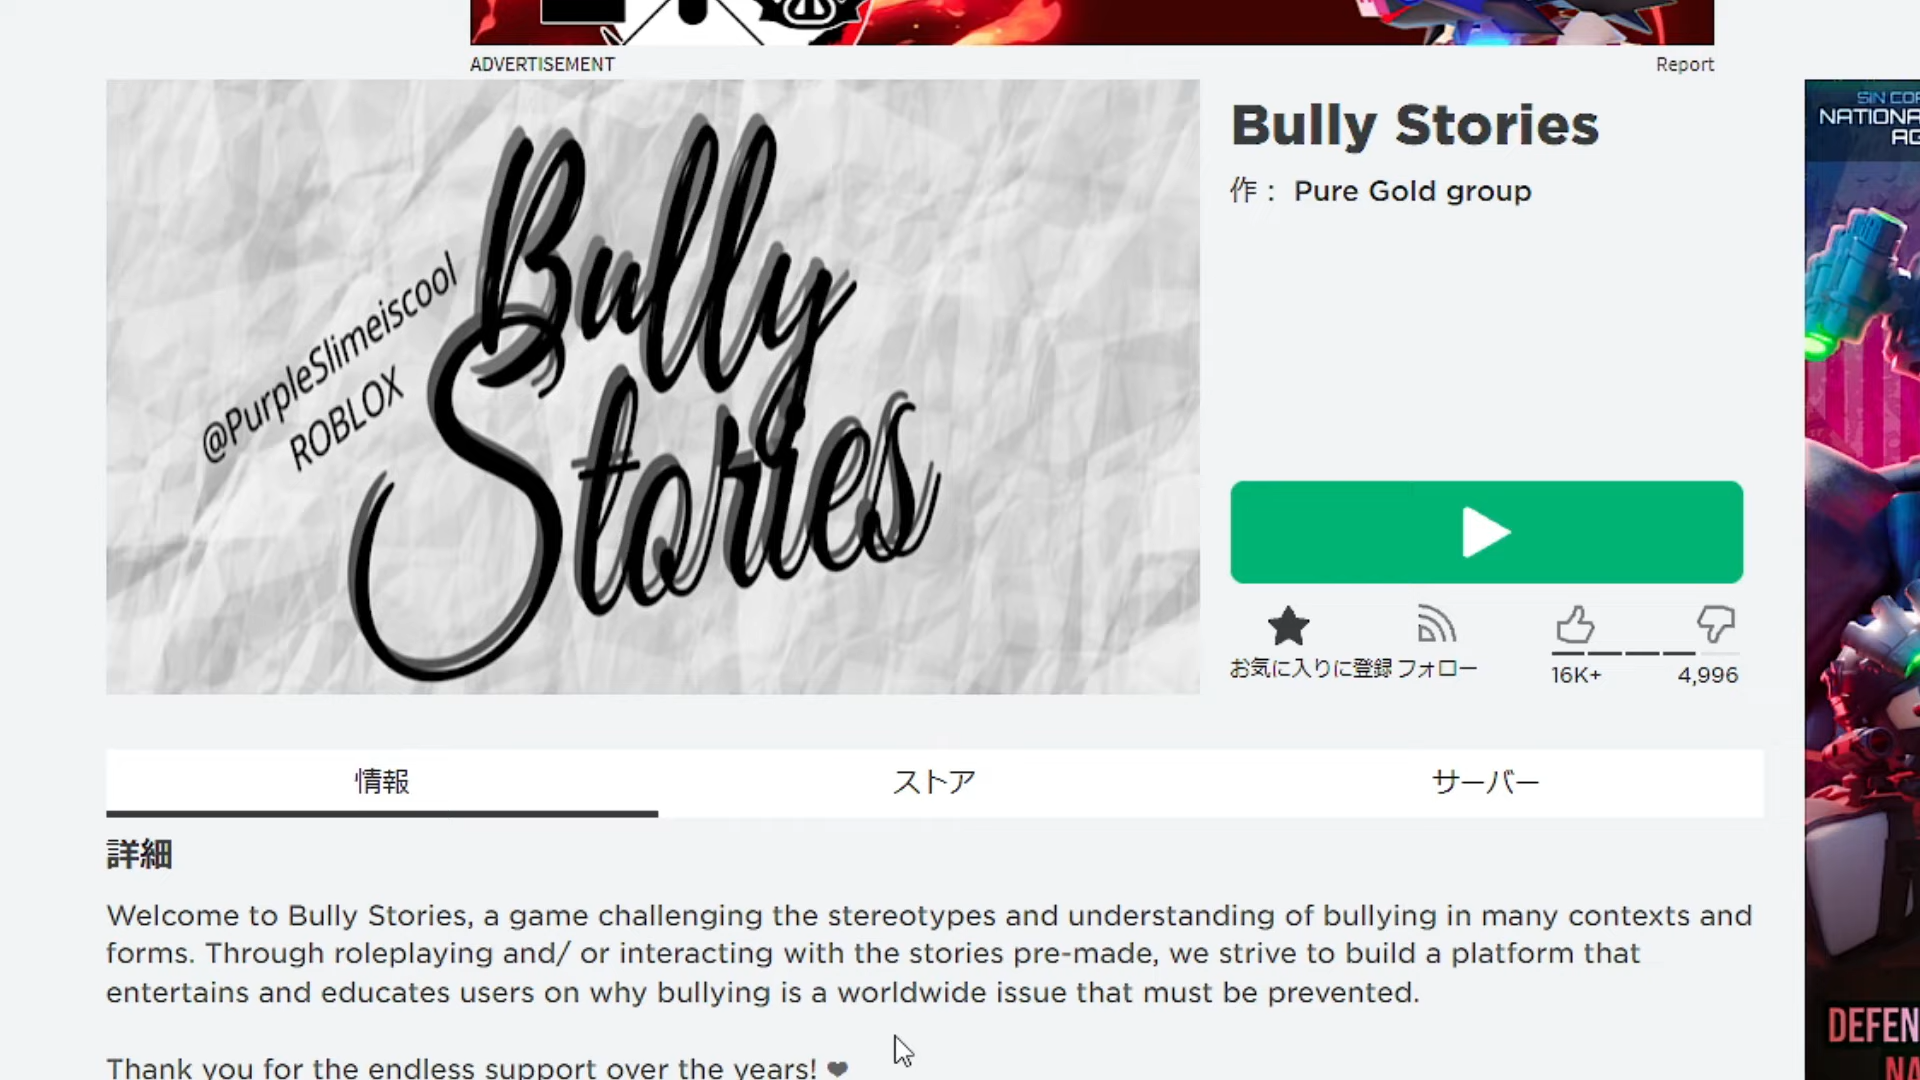 ADVERTISEMENT
Report
Bully
Stories
@PurpleSlimeiscool
ROBLOX
Bully Stories
作： Pure Gold group
お気に入りに登録 フォロー
16K+ 4,996
情報 ストア サーバー
詳細
Welcome to Bully Stories, a game challenging the stereotypes and understanding of bullying in many contexts and
forms. Through roleplaying and/ or interacting with the stories pre-made, we strive to build a platform that
entertains and educates users on why bullying is a worldwide issue that must be prevented.
Thank you for the endless support over the years! ❤